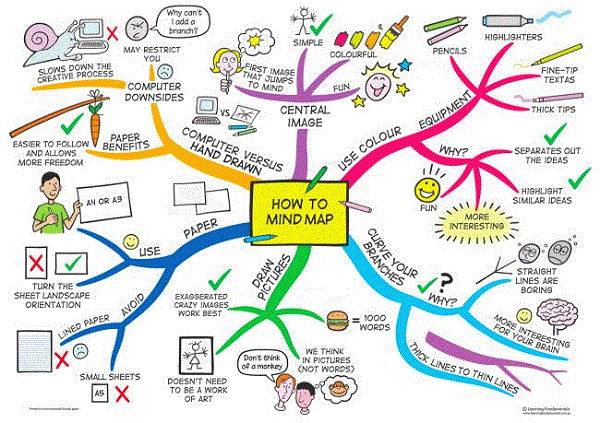 HOW TO
MIND MAP
CENTRAL
IMAGE
SIMPLE
COLOURFUL
FUN
FIRST IMAGE
THAT JUMPS
TO MIND
USE COLOUR
EQUIPMENT
PENCILS
HIGHLIGHTERS
FINE-TIP
TEXTAS
THICK TIPS
WHY?
SEPARATES OUT
THE IDEAS
HIGHLIGHT
SIMILAR IDEAS
MORE
INTERESTING
FUN
CURVE YOUR
BRANCHES
?
WHY?
STRAIGHT
LINES ARE
BORING
MORE INTERESTING
FOR YOUR BRAIN
THICK LINES TO THIN LINES
DRAW
PICTURES
= 1000
WORDS
WE THINK
IN PICTURES
(NOT WORDS)
Don't think
of a monkey
DOESN'T NEED
TO BE A WORK
OF ART
EXAGGERATED
CRAZY IMAGES
WORK BEST
PAPER
USE
A4 OR A3
TURN THE
SHEET LANDSCAPE
ORIENTATION
AVOID
LINED PAPER
SMALL SHEETS
A5
COMPUTER VERSUS
HAND DRAWN
VS
PAPER
BENEFITS
EASIER TO FOLLOW
AND ALLOWS
MORE FREEDOM
COMPUTER
DOWNSIDES
SLOWS DOWN THE
CREATIVE PROCESS
MAY RESTRICT
YOU
Why can't
I add a
branch?
© Learning Fundamentals